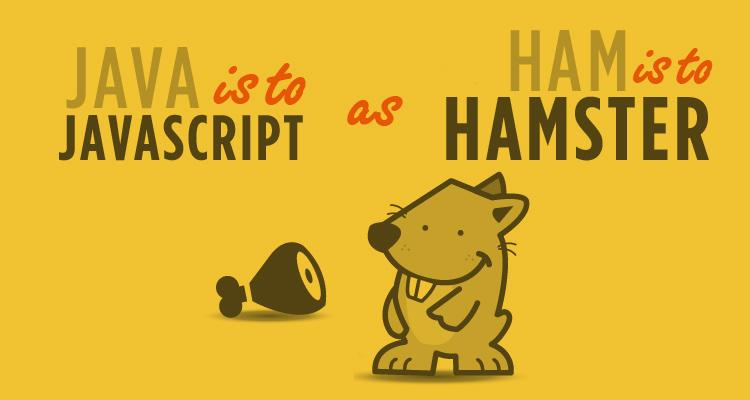 JAVA is to
JAVASCRIPT
as
HAM is to
HAMSTER